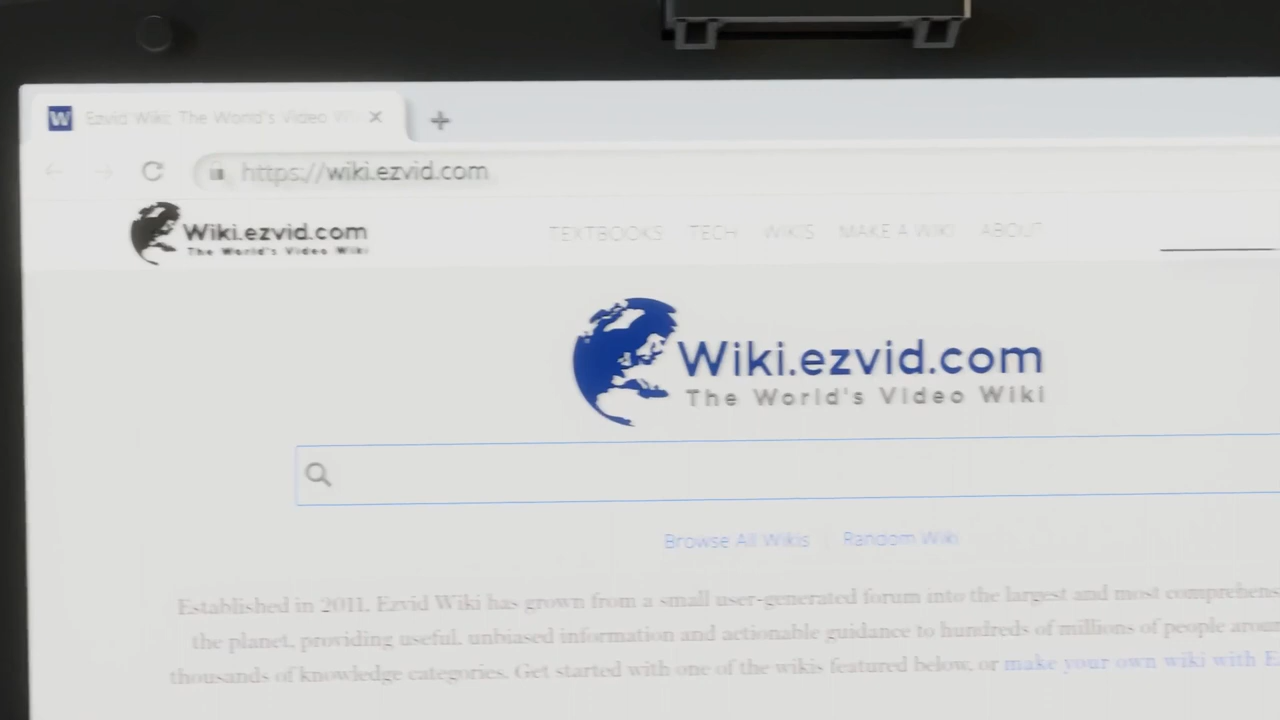 W Ezvid Wiki: The World's Video W
https://wiki.ezvid.com
Wiki.ezvid.com
The World's Video Wiki
TEXTBOOKS TECH WIKIS MAKE A WIKI ABOUT
Wiki.ezvid.com
The World's Video Wiki
Browse All Wikis Random Wiki
Established in 2011, Ezvid Wiki has grown from a small user-generated forum into the largest and most comprehens
the planet, providing useful, unbiased information and actionable guidance to hundreds of millions of people aroun
thousands of knowledge categories. Get started with one of the wikis featured below, or make your own wiki with E